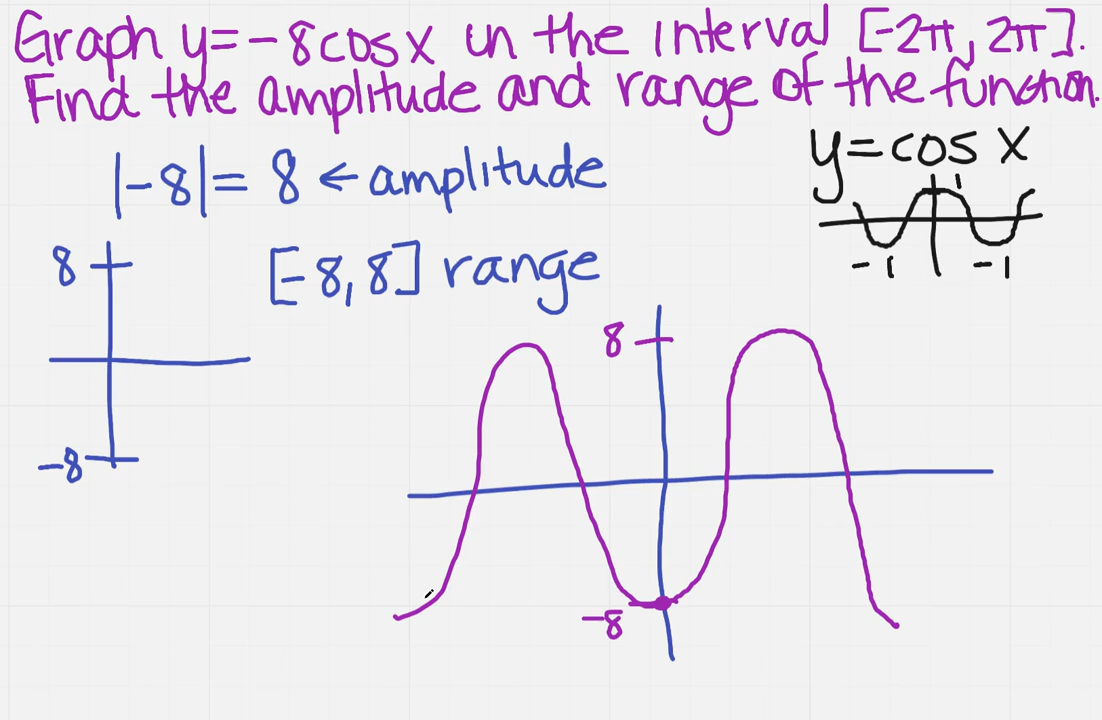 Graph y=-8cosx in the interval [-2π, 2π].
Find the amplitude and range of the function.
y=cos x
|-8|= 8 ← amplitude
1
-1 -1
8
[-8,8] range
8
-8
-8